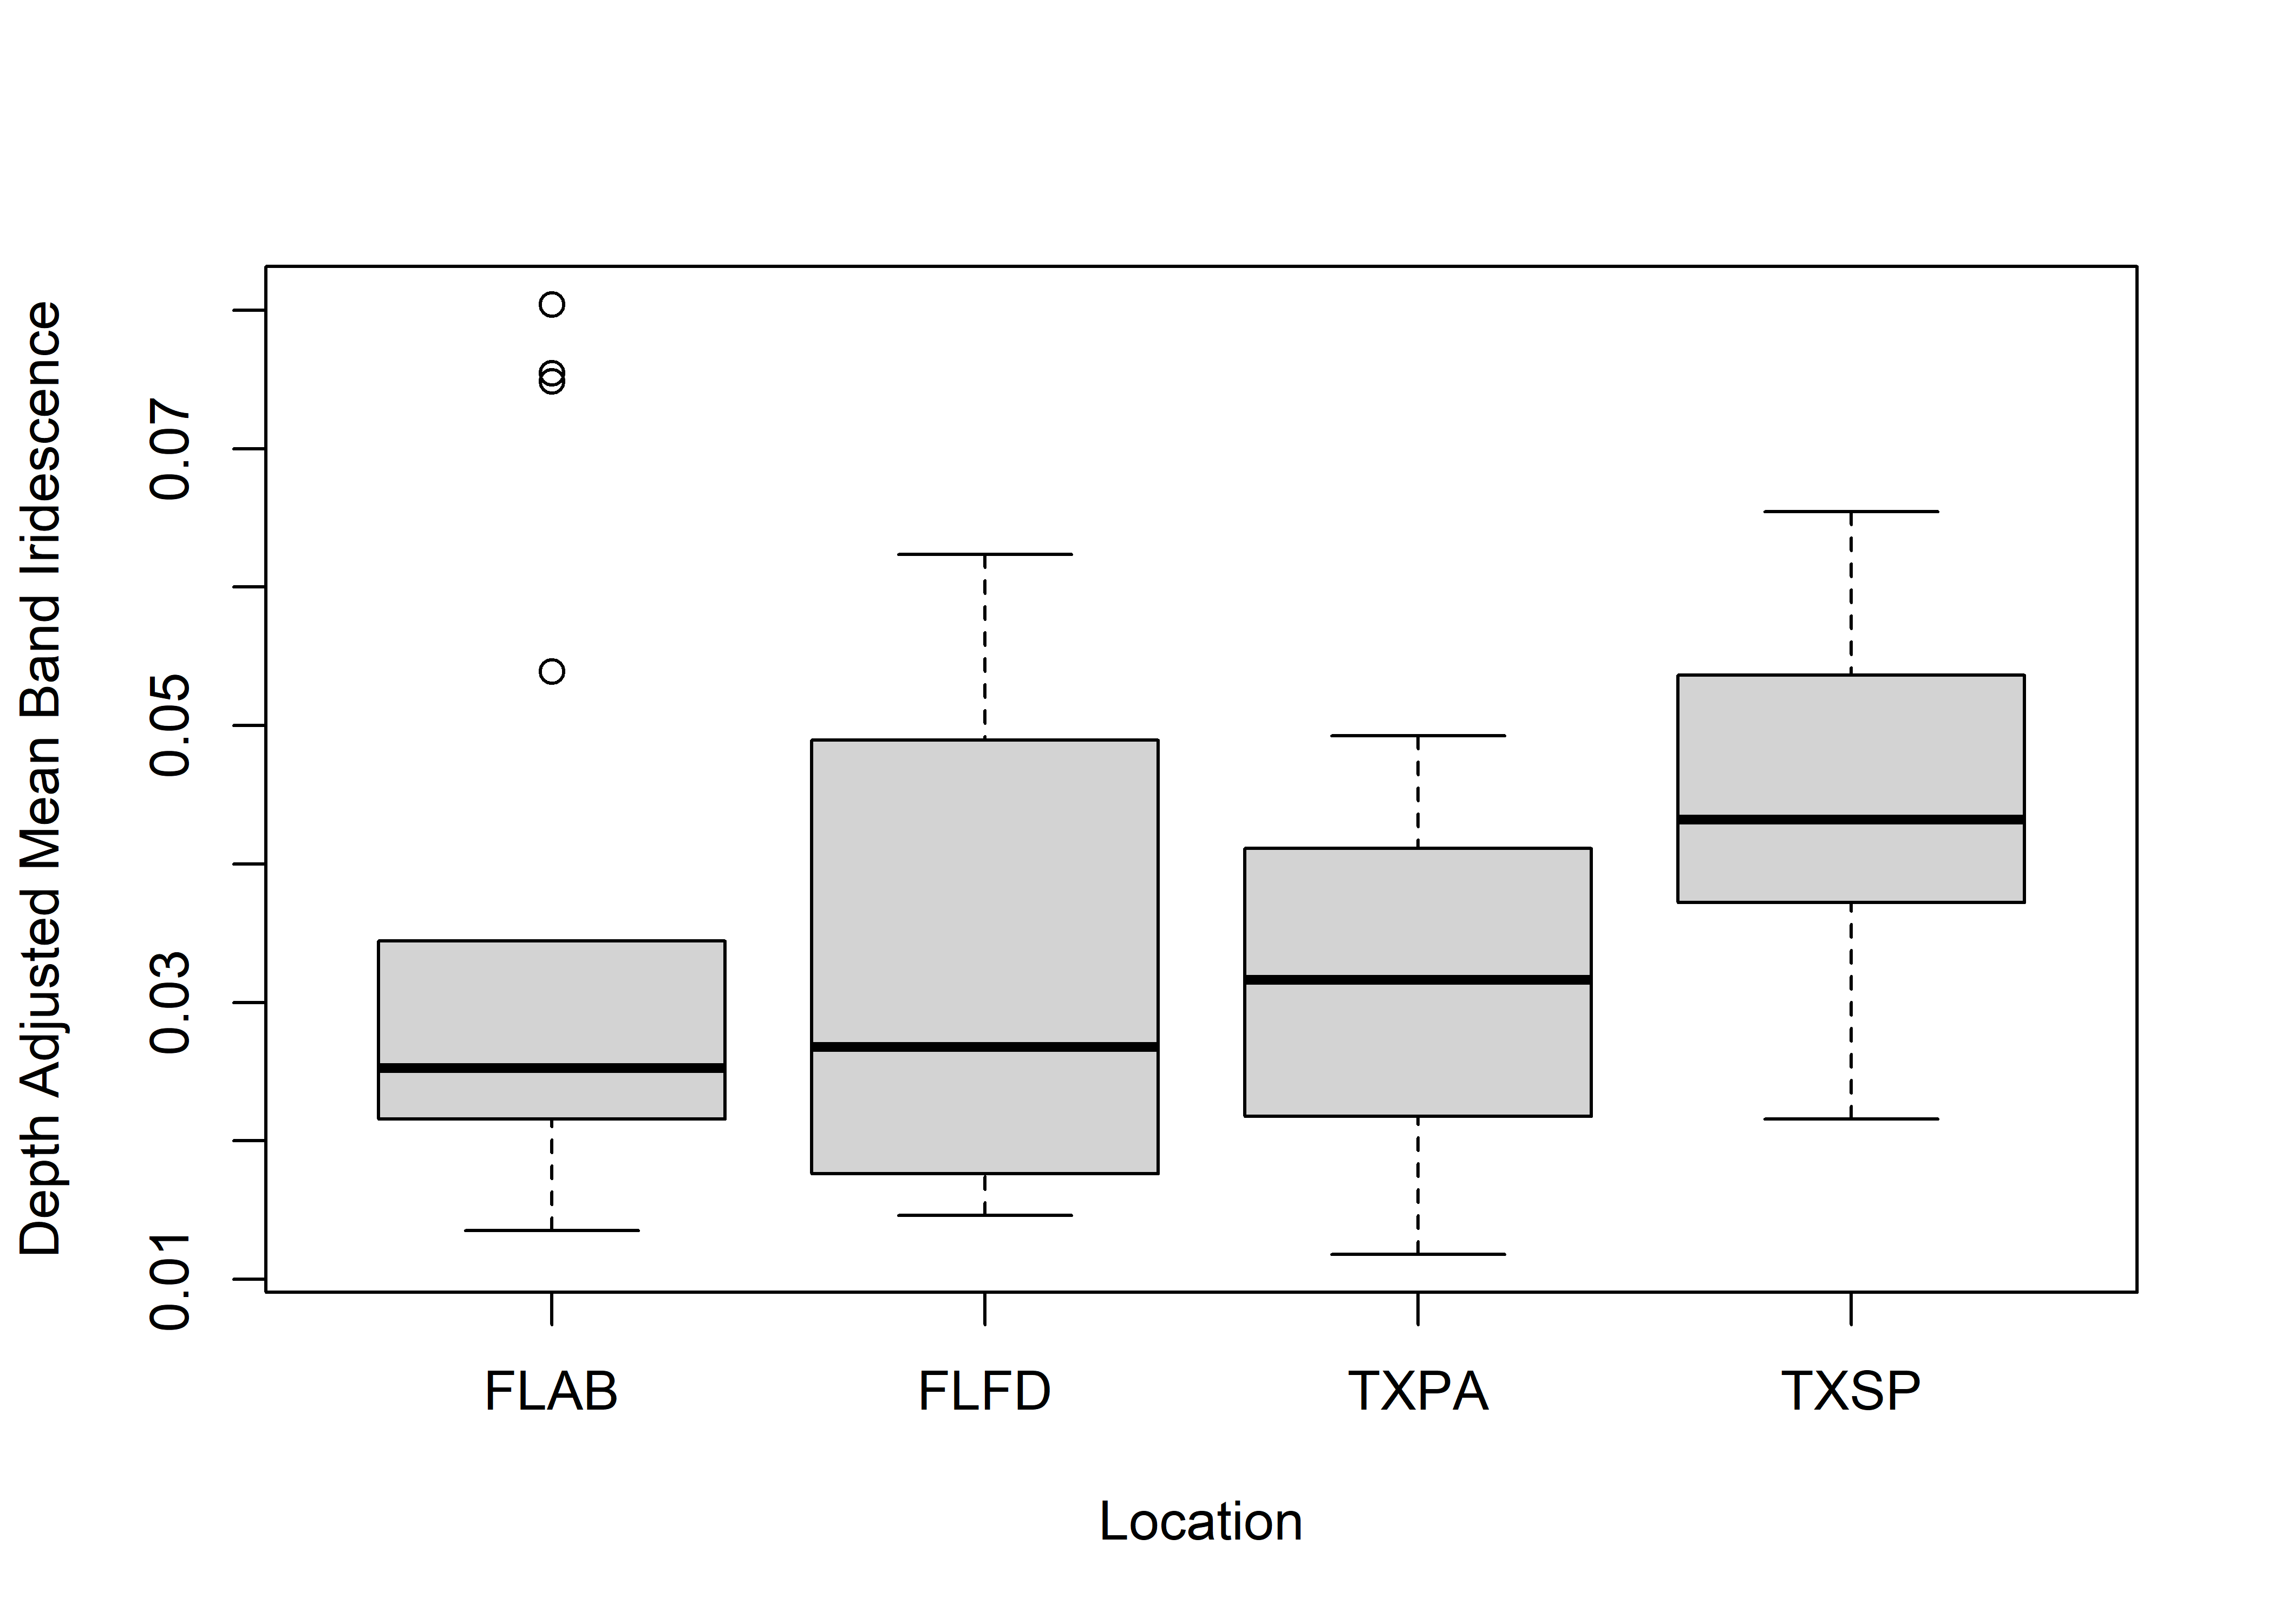 Depth Adjusted Mean Band Iridescence
0.07
0.05
0.03
0.01
FLAB
FLFD
TXPA
TXSP
Location